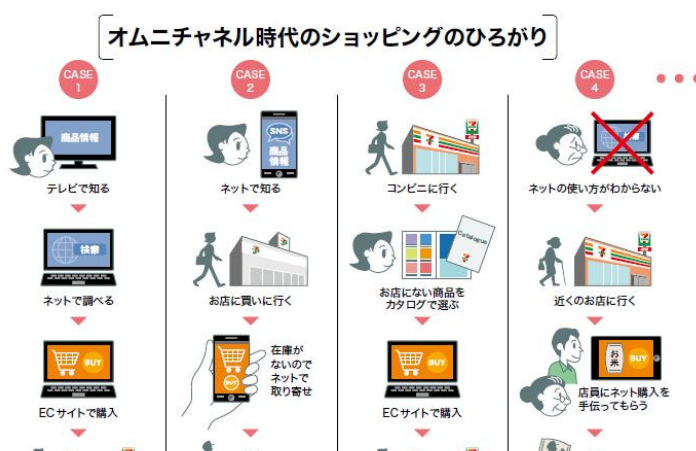 オムニチャネル時代のショッピングのひろがり
CASE
1
商品情報
テレビで知る
検索
ネットで調べる
BUY
ECサイトで購入
CASE
2
SNS
商品
情報
ネットで知る
7
7
お店に買いに行く
BUY
在庫が
ないので
ネットで
取り寄せ
CASE
3
7
コンビニに行く
Catalogue
7
お店にない商品を
カタログで選ぶ
BUY
ECサイトで購入
CASE
4
検索
ネットの使い方がわからない
7
近くのお店に行く
お米
BUY
店員にネット購入を
手伝ってもらう